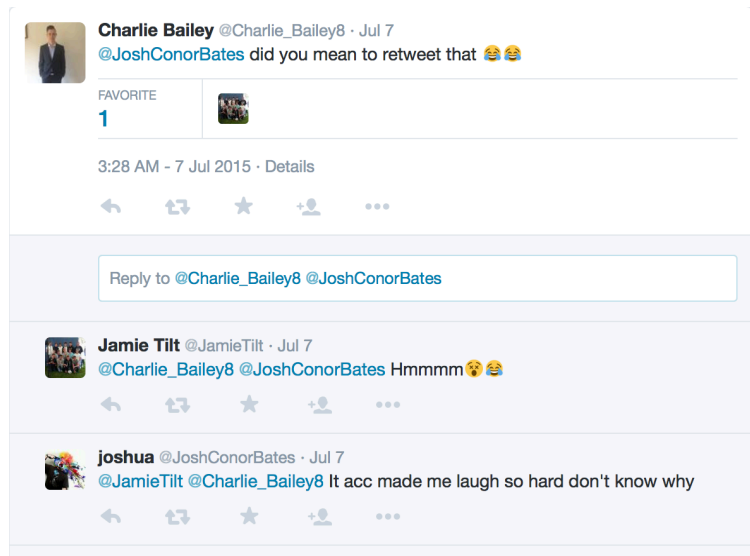 Charlie Bailey @Charlie_Bailey8 · Jul 7
@JoshConorBates did you mean to retweet that 😂😂
FAVORITE
1
3:28 AM - 7 Jul 2015 · Details
Reply to @Charlie_Bailey8 @JoshConorBates
Jamie Tilt @JamieTilt · Jul 7
@Charlie_Bailey8 @JoshConorBates Hmmmm😵😂
joshua @JoshConorBates · Jul 7
@JamieTilt @Charlie_Bailey8 It acc made me laugh so hard don't know why